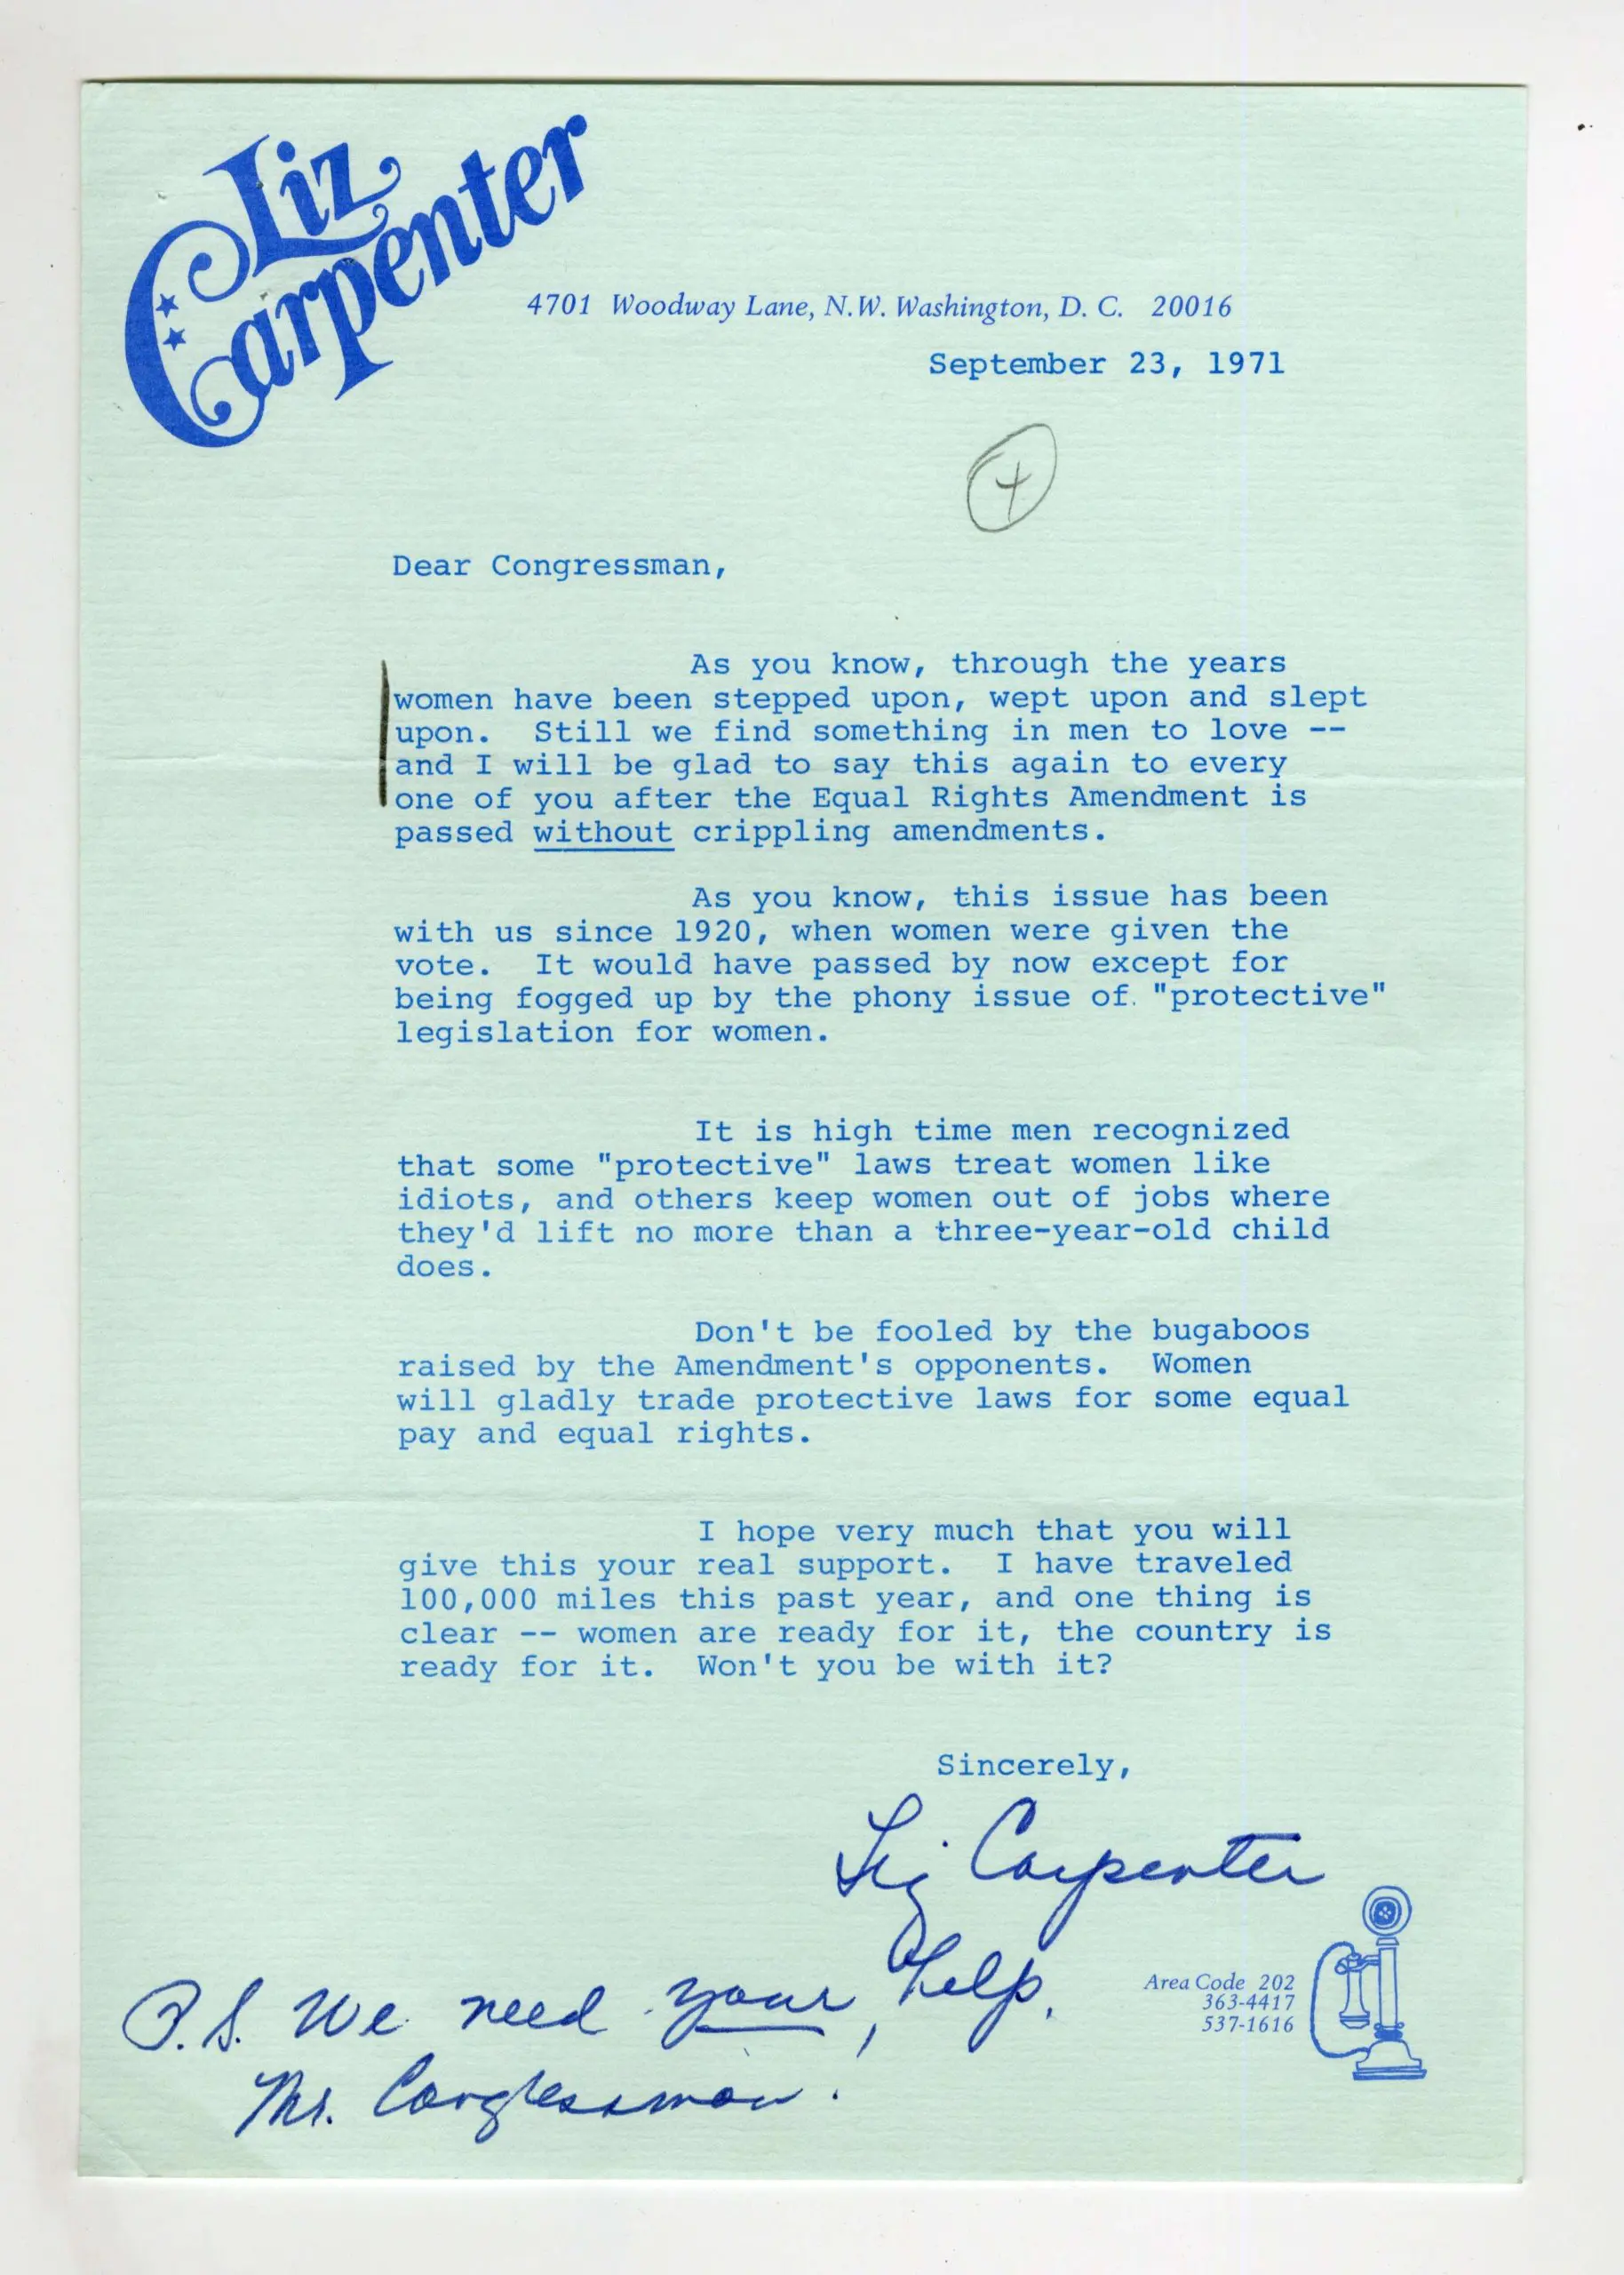 Liz
Carpenter
4701 Woodway Lane, N.W. Washington, D. C. 20016
September 23, 1971
+
Dear Congressman,
As you know, through the years
women have been stepped upon, wept upon and slept
upon. Still we find something in men to love --
and I will be glad to say this again to every
one of you after the Equal Rights Amendment is
passed without crippling amendments.
As you know, this issue has been
with us since 1920, when women were given the
vote. It would have passed by now except for
being fogged up by the phony issue of "protective"
legislation for women.
It is high time men recognized
that some "protective" laws treat women like
idiots, and others keep women out of jobs where
they'd lift no more than a three-year-old child
does.
Don't be fooled by the bugaboos
raised by the Amendment's opponents. Women
will gladly trade protective laws for some equal
pay and equal rights.
I hope very much that you will
give this your real support. I have traveled
100,000 miles this past year, and one thing is
clear -- women are ready for it, the country is
ready for it. Won't you be with it?
Sincerely,
Liz Carpenter
P.S. We need your help,
Mr. Congressman.
Area Code 202
363-4417
537-1616